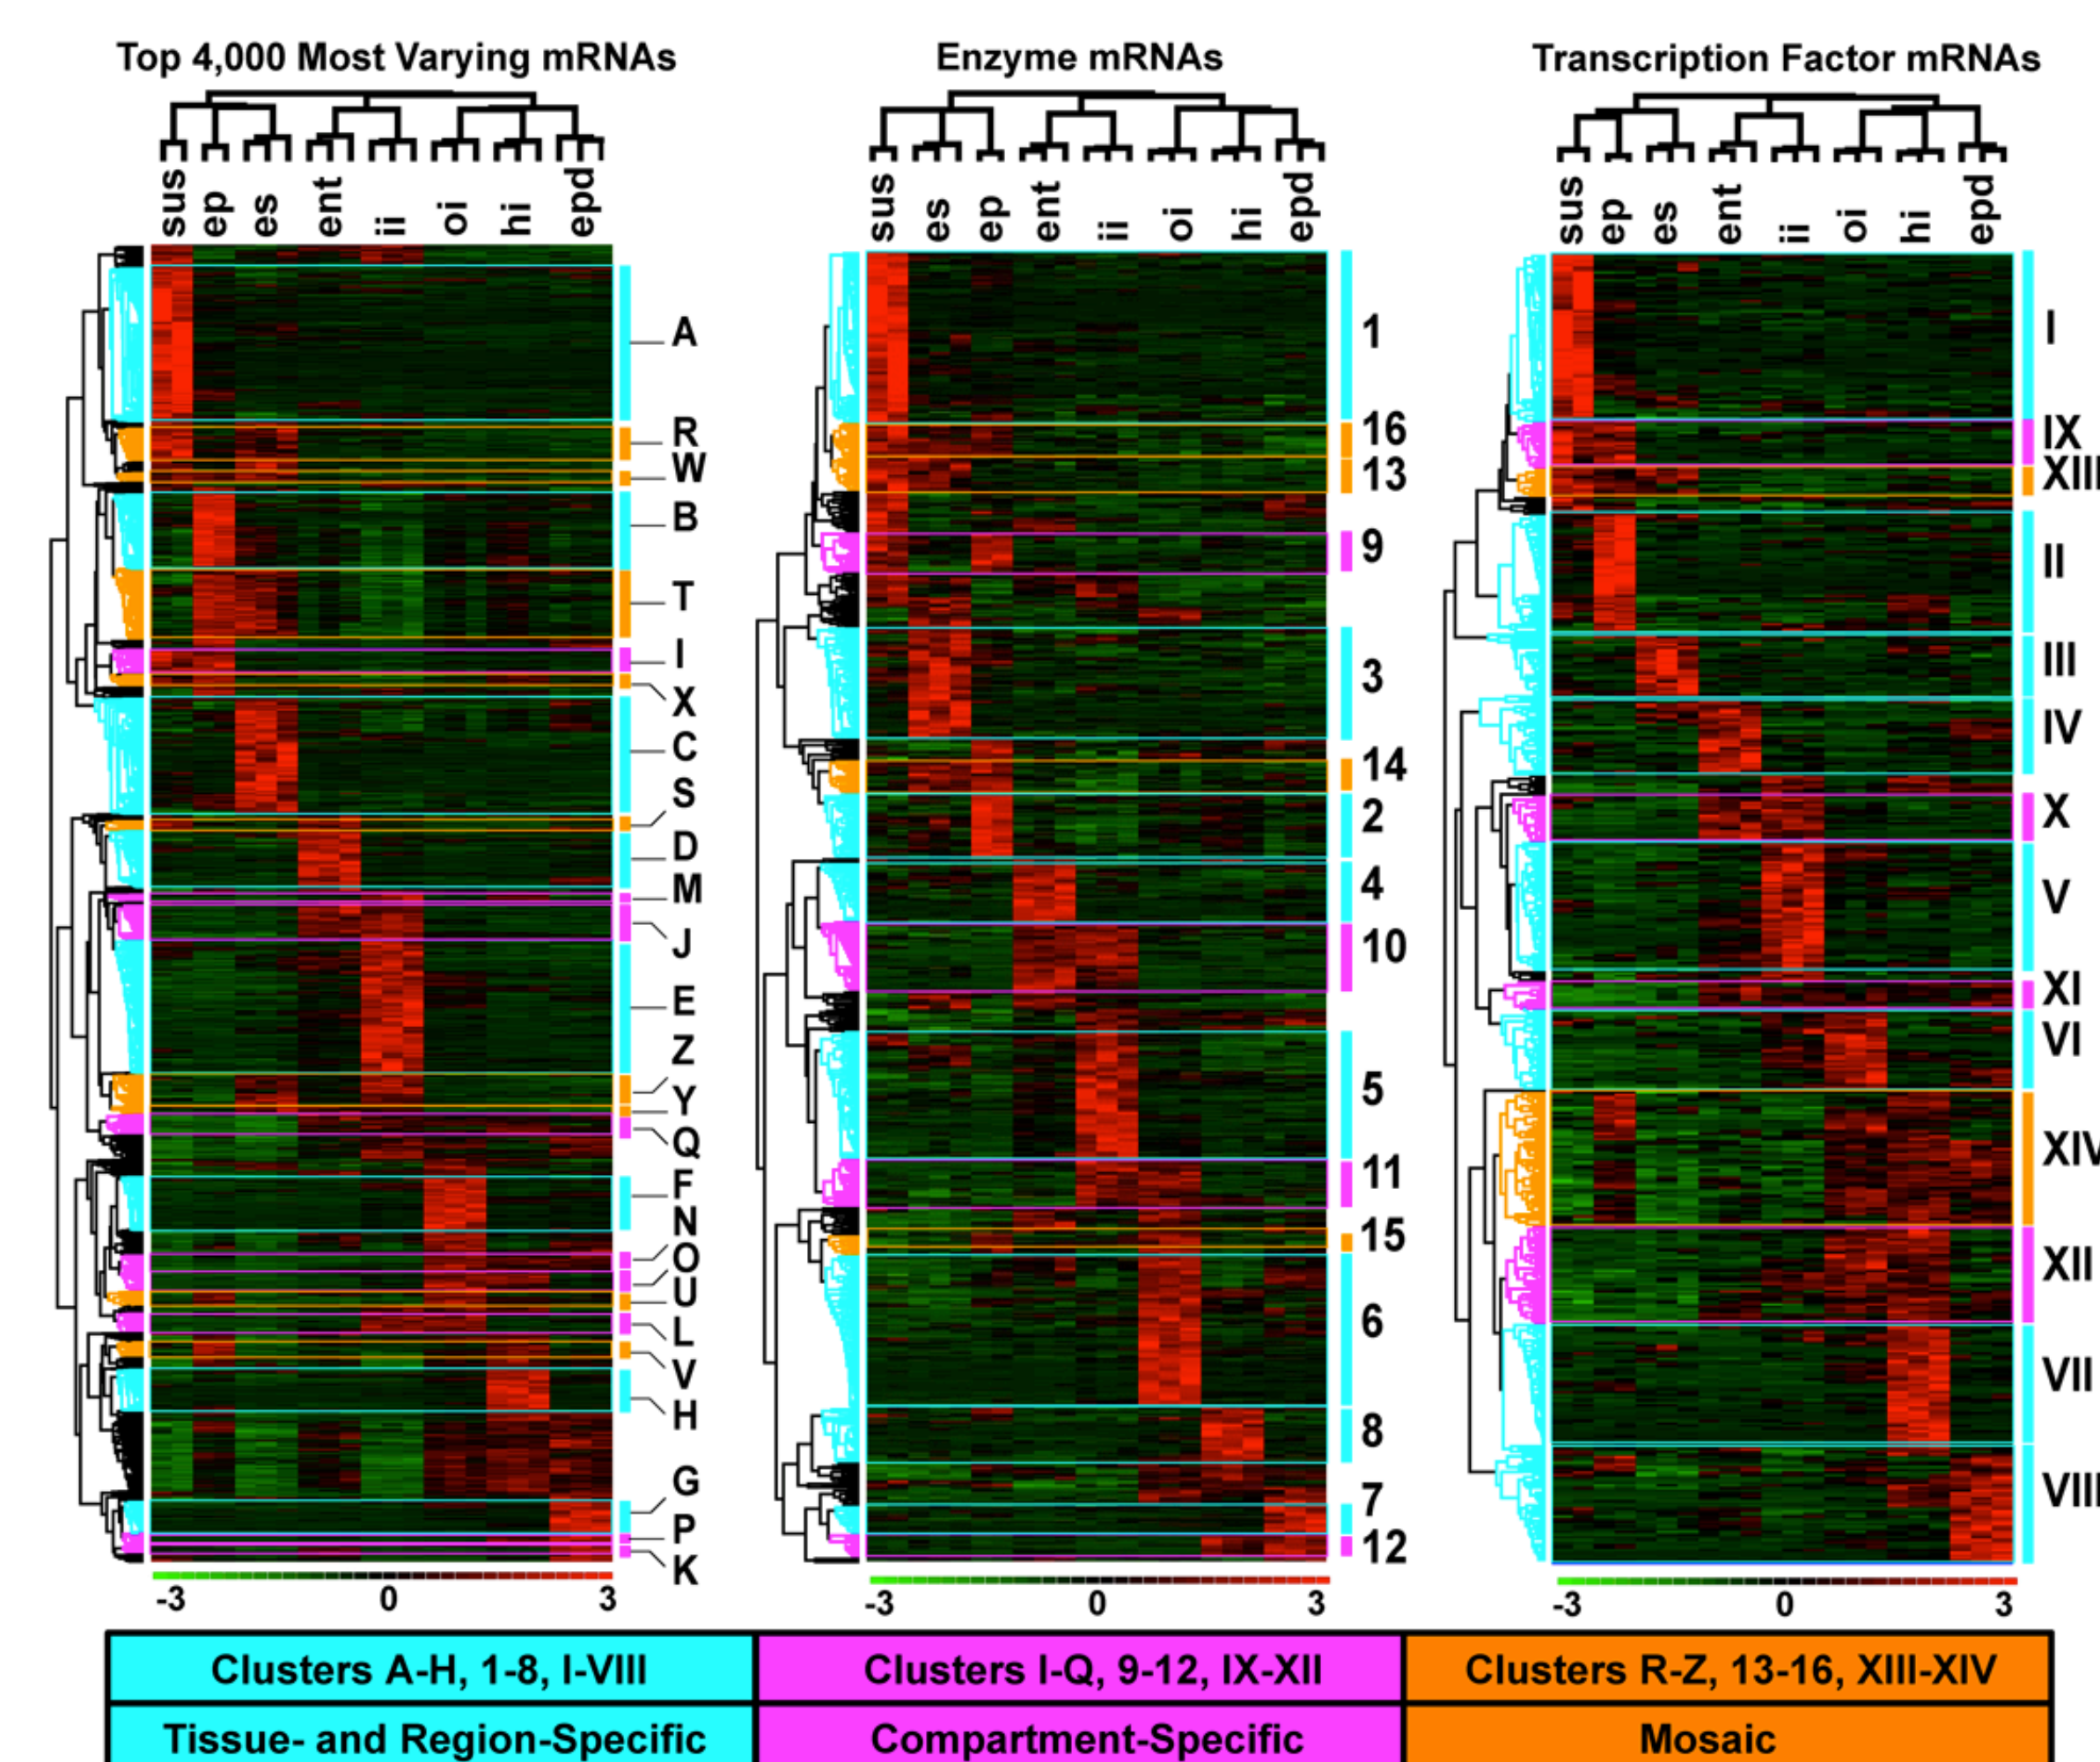 Top 4,000 Most Varying mRNAs
sus
ep
es
ent
ii
oi
hi
epd
A
R
W
B
T
I
X
C
S
D
M
J
E
Z
Y
Q
F
N
O
U
L
V
H
G
P
K
-3 0 3
Enzyme mRNAs
sus
es
ep
ent
ii
oi
hi
epd
1
16
13
9
3
14
2
4
10
5
11
15
6
8
7
12
-3 0 3
Transcription Factor mRNAs
sus
ep
es
ent
ii
oi
hi
epd
I
IX
XIII
II
III
IV
X
V
XI
VI
XIV
XII
VII
VIII
-3 0 3
Clusters A-H, 1-8, I-VIII
Clusters I-Q, 9-12, IX-XII
Clusters R-Z, 13-16, XIII-XIV
Tissue- and Region-Specific
Compartment-Specific
Mosaic